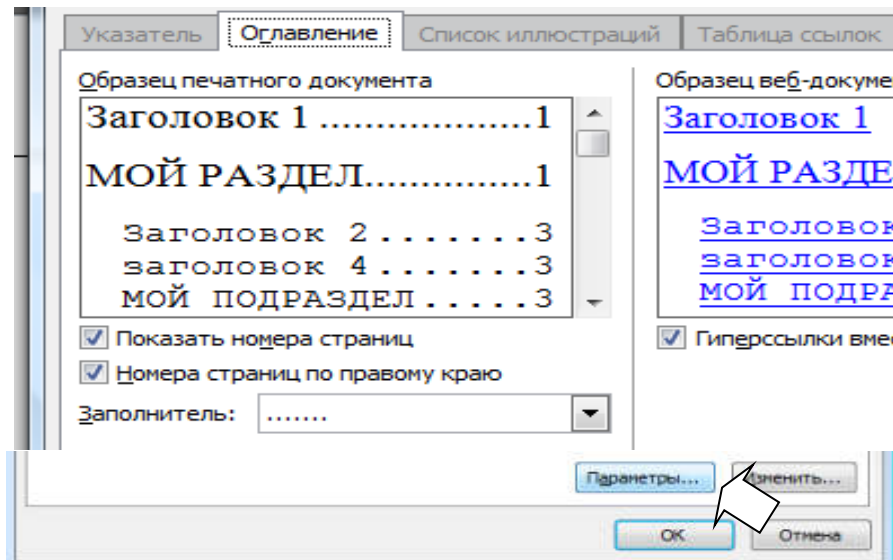 Указатель Оглавление Список иллюстраций Таблица ссылок
Образец печатного документа
Заголовок 1 ...................1
МОЙ РАЗДЕЛ...............1
Заголовок 2.......3
заголовок 4.......3
МОЙ ПОДРАЗДЕЛ.....3
Показать номера страниц
Номера страниц по правому краю
Заполнитель: .......
Образец веб-докуме
Заголовок 1
МОЙ РАЗДЕ
Заголовок
заголовок
МОЙ ПОДРА
Гиперссылки вме
Параметры... Изменить...
ОК Отмена